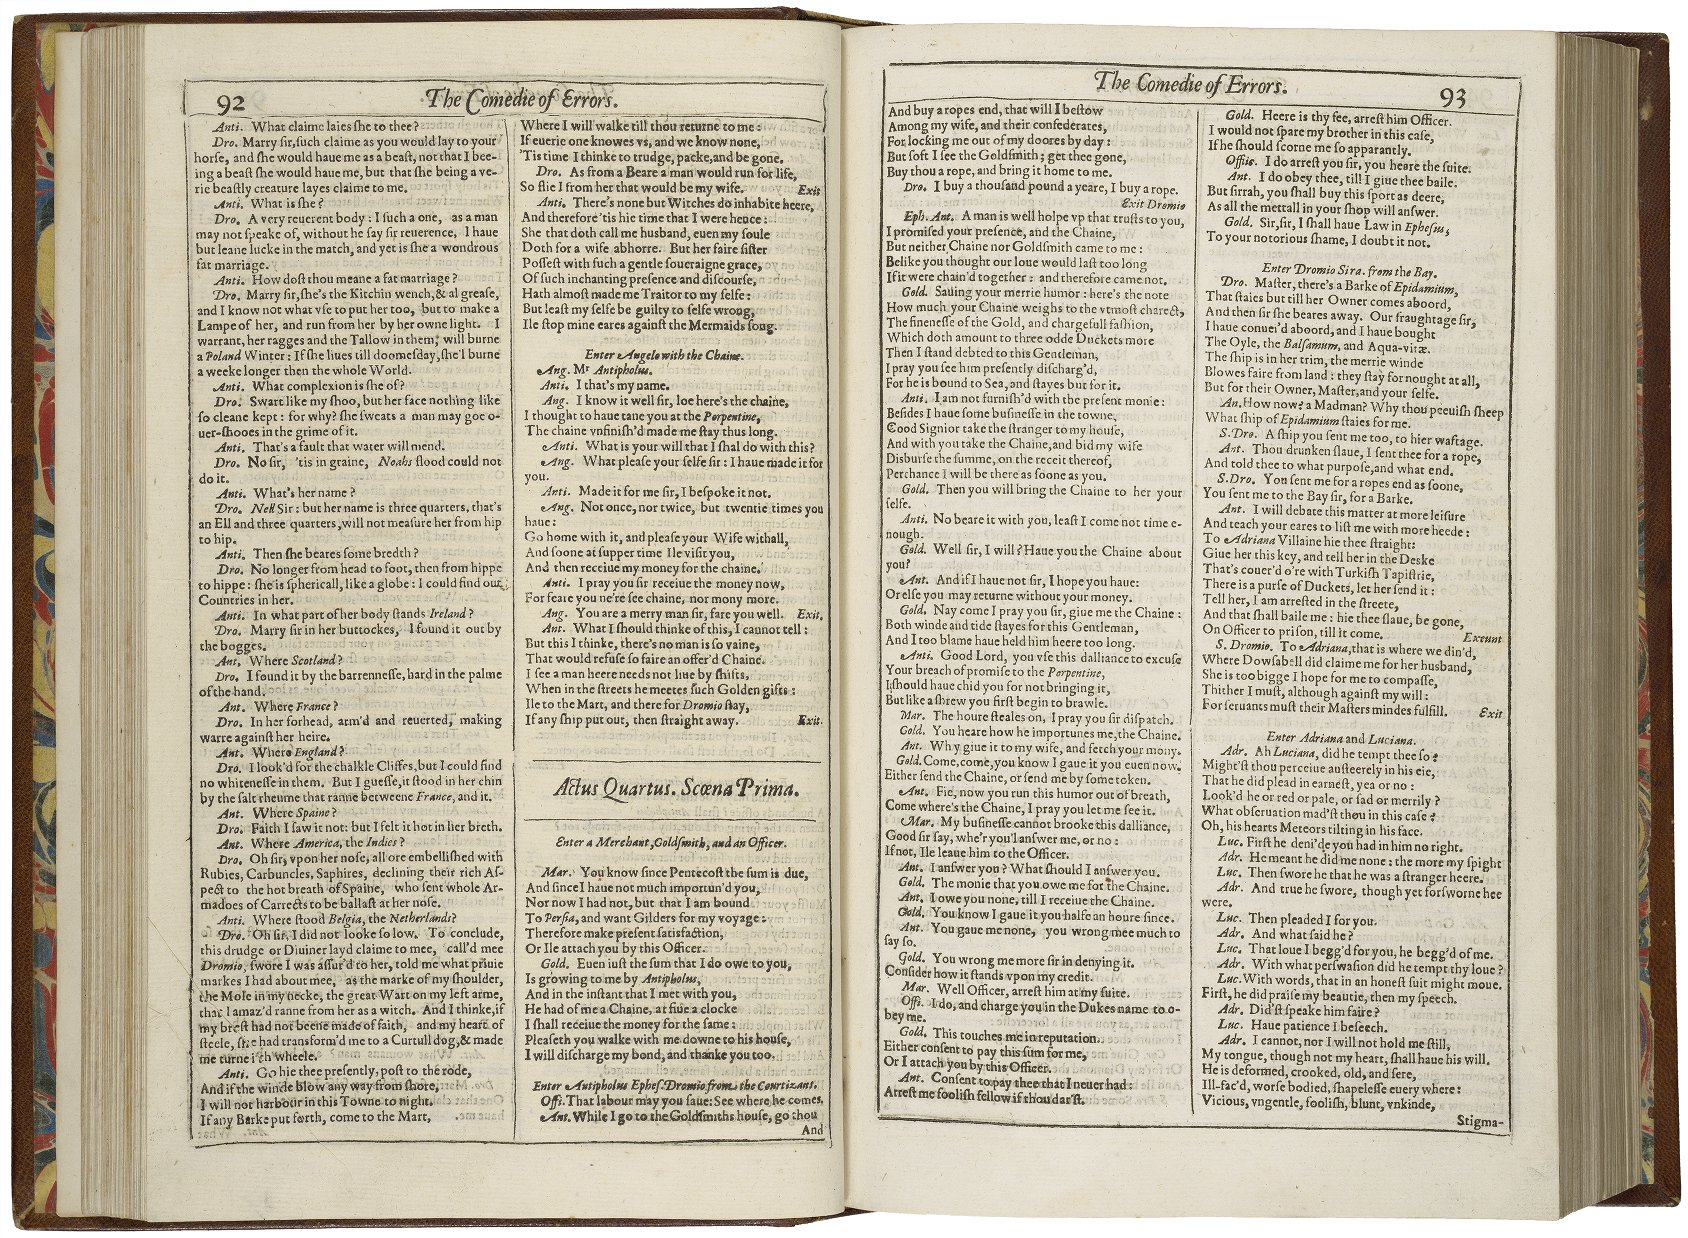 92
The Comedie of Errors.
Anti. What claime laies ſhe to thee?
Dro. Marry ſir, ſuch claime as you would lay to your
horſe, and ſhe would haue me as a beaſt, not that I bee-
ing a beaſt ſhe would haue me, but that ſhe being a ve-
rie beaſtly creature layes claime to me.
Anti. What is ſhe?
Dro. A very reuerent body: I ſuch a one, as a man
may not ſpeake of, without he ſay ſir reuerence, I haue
but leane lucke in the match, and yet is ſhe a wondrous
fat marriage.
Anti. How doſt thou meane a fat marriage?
Dro. Marry ſir, ſhe's the Kitchin wench, & al greaſe,
and I know not what vſe to put her too, but to make a
Lampe of her, and run from her by her owne light. I
warrant, her ragges and the Tallow in them, will burne
a Poland Winter: If ſhe liues till doomeſday, ſhe'l burne
a weeke longer then the whole World.
Anti. What complexion is ſhe of?
Dro. Swart like my ſhoo, but her face nothing like
ſo cleane kept: for why? ſhe ſweats a man may goe o-
uer-ſhooes in the grime of it.
Anti. That's a fault that water will mend.
Dro. No ſir, 'tis in graine, Noahs flood could not
do it.
Anti. What's her name?
Dro. Nell Sir: but her name is three quarters, that's
an Ell and three quarters, will not meaſure her from hip
to hip.
Anti. Then ſhe beares ſome bredth?
Dro. No longer from head to foot, then from hippe
to hippe: ſhe is ſphericall, like a globe: I could find out
Countries in her.
Anti. In what part of her body ſtands Ireland?
Dro. Marry ſir in her buttockes, I found it out by
the bogges.
Ant. Where Scotland?
Dro. I found it by the barrenneſſe, hard in the palme
of the hand.
Ant. Where France?
Dro. In her forhead, arm'd and reuerted, making
warre againſt her heire.
Ant. Where England?
Dro. I look'd for the chalkle Cliffes, but I could find
no whiteneſſe in them. But I gueſſe, it ſtood in her chin
by the ſalt rheume that ranne betweene France, and it.
Ant. Where Spaine?
Dro. Faith I ſaw it not: but I felt it hot in her breth.
Ant. Where America, the Indies?
Dro. Oh ſir, vpon her noſe, all ore embelliſhed with
Rubies, Carbuncles, Saphires, declining their rich Aſ-
pect to the hot breath of Spaine, who ſent whole Ar-
madoes of Carrects to be ballaſt at her noſe.
Anti. Where ſtood Belgia, the Netherlands?
Dro. Oh ſir, I did not looke ſo low. To conclude,
this drudge or Diuiner layd claime to mee, call'd mee
Dromio, ſwore I was aſſur'd to her, told me what priuie
markes I had about mee, as the marke of my ſhoulder,
the Mole in my necke, the great Wart on my left arme,
that I amaz'd ranne from her as a witch. And I thinke, if
my breſt had not beene made of faith, and my heart of
ſteele, ſhe had transform'd me to a Curtull dog, & made
me turne i'th wheele.
Anti. Go hie thee preſently, poſt to the rode,
And if the winde blow any way from ſhore,
I will not harbour in this Towne to night.
If any Barke put forth, come to the Mart,
Where I will walke till thou returne to me:
If euerie one knowes vs, and we know none,
'Tis time I thinke to trudge, packe, and be gone.
Dro. As from a Beare a man would run for life,
So flie I from her that would be my wife. Exit
Anti. There's none but Witches do inhabite heere,
And therefore 'tis hie time that I were hence:
She that doth call me husband, euen my ſoule
Doth for a wife abhorre. But her faire ſiſter
Poſſeſt with ſuch a gentle ſoueraigne grace,
Of ſuch inchanting preſence and diſcourſe,
Hath almoſt made me Traitor to my ſelfe:
But leaſt my ſelfe be guilty to ſelfe wrong,
Ile ſtop mine eares againſt the Mermaids ſong.
Enter Angelo with the Chaine.
Ang. Mr Antipholus.
Anti. I that's my name.
Ang. I know it well ſir, loe here's the chaine,
I thought to haue tane you at the Porpentine,
The chaine vnfiniſh'd made me ſtay thus long.
Anti. What is your will that I ſhal do with this?
Ang. What pleaſe your ſelfe ſir: I haue made it for
you.
Anti. Made it for me ſir, I beſpoke it not.
Ang. Not once, nor twice, but twentie times you
haue:
Go home with it, and pleaſe your Wife withall,
And ſoone at ſupper time Ile viſit you,
And then receiue my money for the chaine.
Anti. I pray you ſir receiue the money now,
For feare you ne're ſee chaine, nor mony more.
Ang. You are a merry man ſir, fare you well. Exit.
Ant. What I ſhould thinke of this, I cannot tell:
But this I thinke, there's no man is ſo vaine,
That would refuſe ſo faire an offer'd Chaine.
I ſee a man heere needs not liue by ſhifts,
When in the ſtreets he meetes ſuch Golden gifts:
Ile to the Mart, and there for Dromio ſtay,
If any ſhip put out, then ſtraight away. Exit.
Actus Quartus. Scœna Prima.
Enter a Merchant, Goldſmith, and an Officer.
Mar. You know ſince Pentecoſt the ſum is due,
And ſince I haue not much importun'd you,
Nor now I had not, but that I am bound
To Perſia, and want Gilders for my voyage:
Therefore make preſent ſatisfaction,
Or Ile attach you by this Officer.
Gold. Euen iuſt the ſum that I do owe to you,
Is growing to me by Antipholus,
And in the inſtant that I met with you,
He had of me a Chaine, at fiue a clocke
I ſhall receiue the money for the ſame:
Pleaſeth you walke with me downe to his houſe,
I will diſcharge my bond, and thanke you too.
Enter Antipholus Epheſ. Dromio from the Courtizant.
Offi. That labour may you ſaue: See where he comes.
Ant. While I go to the Goldſmiths houſe, go thou
And
The Comedie of Errors.
93
And buy a ropes end, that will I beſtow
Among my wife, and their confederates,
For locking me out of my doores by day:
But ſoft I ſee the Goldſmith; get thee gone,
Buy thou a rope, and bring it home to me.
Dro. I buy a thouſand pound a yeare, I buy a rope.
Exit Dromio
Eph. Ant. A man is well holpe vp that truſts to you,
I promiſed your preſence, and the Chaine,
But neither Chaine nor Goldſmith came to me:
Belike you thought our loue would laſt too long
If it were chain'd together: and therefore came not.
Gold. Sauing your merrie humor: here's the note
How much your Chaine weighs to the vtmoſt charect,
The fineneſſe of the Gold, and chargefull faſhion,
Which doth amount to three odde Duckets more
Then I ſtand debted to this Gentleman,
I pray you ſee him preſently diſcharg'd,
For he is bound to Sea, and ſtayes but for it.
Anti. I am not furniſh'd with the preſent monie:
Beſides I haue ſome buſineſſe in the towne,
Good Signior take the ſtranger to my houſe,
And with you take the Chaine, and bid my wife
Disburſe the ſumme, on the receit thereof,
Perchance I will be there as ſoone as you.
Gold. Then you will bring the Chaine to her your
ſelfe.
Anti. No beare it with you, leaſt I come not time e-
nough.
Gold. Well ſir, I will? Haue you the Chaine about
you?
Ant. And if I haue not ſir, I hope you haue:
Or elſe you may returne without your money.
Gold. Nay come I pray you ſir, giue me the Chaine:
Both winde and tide ſtayes for this Gentleman,
And I too blame haue held him heere too long.
Anti. Good Lord, you vſe this dalliance to excuſe
Your breach of promiſe to the Porpentine,
I ſhould haue chid you for not bringing it,
But like a ſhrew you firſt begin to brawle.
Mar. The houre ſteales on, I pray you ſir diſpatch.
Gold. You heare how he importunes me, the Chaine.
Ant. Why giue it to my wife, and fetch your mony.
Gold. Come, come, you know I gaue it you euen now.
Either ſend the Chaine, or ſend me by ſome token.
Ant. Fie, now you run this humor out of breath,
Come where's the Chaine, I pray you let me ſee it.
Mar. My buſineſſe cannot brooke this dalliance,
Good ſir ſay, whe'r you'l anſwer me, or no:
If not, Ile leaue him to the Officer.
Ant. I anſwer you? What ſhould I anſwer you.
Gold. The monie that you owe me for the Chaine.
Ant. I owe you none, till I receiue the Chaine.
Gold. You know I gaue it you halfe an houre ſince.
Ant. You gaue me none, you wrong mee much to
ſay ſo.
Gold. You wrong me more ſir in denying it.
Conſider how it ſtands vpon my credit.
Mar. Well Officer, arreſt him at my ſuite.
Offi. I do, and charge you in the Dukes name to o-
bey me.
Gold. This touches me in reputation.
Either conſent to pay this ſum for me,
Or I attach you by this Officer.
Ant. Conſent to pay thee that I neuer had:
Arreſt me fooliſh fellow if thou dar'ſt.
Gold. Heere is thy fee, arreſt him Officer.
I would not ſpare my brother in this caſe,
If he ſhould ſcorne me ſo apparantly.
Offic. I do arreſt you ſir, you heare the ſuite.
Ant. I do obey thee, till I giue thee baile.
But ſirrah, you ſhall buy this ſport as deere,
As all the mettall in your ſhop will anſwer.
Gold. Sir, ſir, I ſhall haue Law in Epheſus,
To your notorious ſhame, I doubt it not.
Enter Dromio Sira. from the Bay.
Dro. Maſter, there's a Barke of Epidamium,
That ſtaies but till her Owner comes aboord,
And then ſir ſhe beares away. Our fraughtage ſir,
I haue conuei'd aboord, and I haue bought
The Oyle, the Balſamum, and Aqua-vitæ.
The ſhip is in her trim, the merrie winde
Blowes faire from land: they ſtay for nought at all,
But for their Owner, Maſter, and your ſelfe.
An. How now? a Madman? Why thou peeuiſh ſheep
What ſhip of Epidamium ſtaies for me.
S.Dro. A ſhip you ſent me too, to hier waftage.
Ant. Thou drunken ſlaue, I ſent thee for a rope,
And told thee to what purpoſe, and what end.
S.Dro. You ſent me for a ropes end as ſoone,
You ſent me to the Bay ſir, for a Barke.
Ant. I will debate this matter at more leiſure
And teach your eares to liſt me with more heede:
To Adriana Villaine hie thee ſtraight:
Giue her this key, and tell her in the Deske
That's couer'd o're with Turkiſh Tapiſtrie,
There is a purſe of Duckets, let her ſend it:
Tell her, I am arreſted in the ſtreete,
And that ſhall baile me: hie thee ſlaue, be gone,
On Officer to priſon, till it come. Exeunt
S. Dromio. To Adriana, that is where we din'd,
Where Dowſabell did claime me for her husband,
She is too bigge I hope for me to compaſſe,
Thither I muſt, although againſt my will:
For ſeruants muſt their Maſters mindes fulfill. Exit
Enter Adriana and Luciana.
Adr. Ah Luciana, did he tempt thee ſo?
Might'ſt thou perceiue auſteerely in his eie,
That he did plead in earneſt, yea or no:
Look'd he or red or pale, or ſad or merrily?
What obſeruation mad'ſt thou in this caſe?
Oh, his hearts Meteors tilting in his face.
Luc. Firſt he deni'de you had in him no right.
Adr. He meant he did me none: the more my ſpight
Luc. Then ſwore he that he was a ſtranger heere.
Adr. And true he ſwore, though yet forſworne hee
were.
Luc. Then pleaded I for you.
Adr. And what ſaid he?
Luc. That loue I begg'd for you, he begg'd of me.
Adr. With what perſwaſion did he tempt thy loue?
Luc. With words, that in an honeſt ſuit might moue.
Firſt, he did praiſe my beautie, then my ſpeech.
Adr. Did'ſt ſpeake him faire?
Luc. Haue patience I beſeech.
Adr. I cannot, nor I will not hold me ſtill,
My tongue, though not my heart, ſhall haue his will.
He is deformed, crooked, old, and ſere,
Ill-fac'd, worſe bodied, ſhapeleſſe euery where:
Vicious, vngentle, fooliſh, blunt, vnkinde,
Stigma-